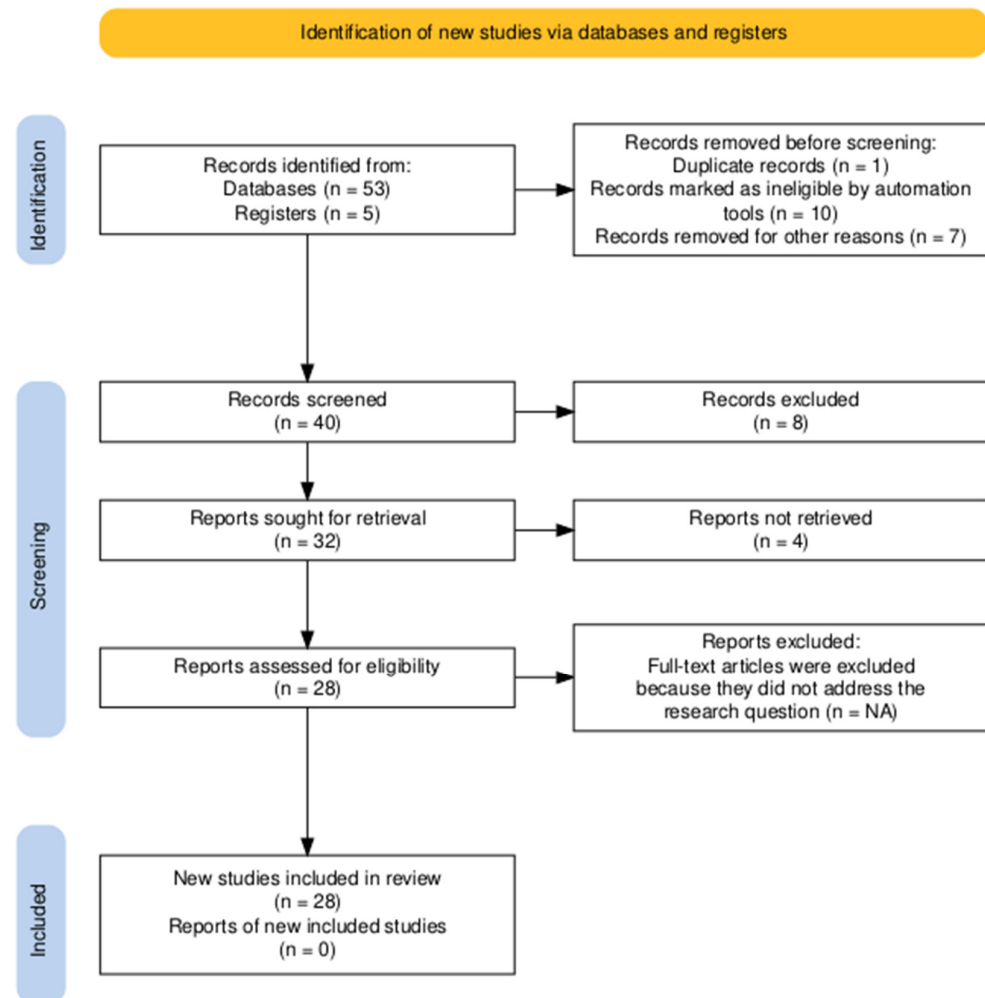 Identification of new studies via databases and registers
Identification
Records identified from:
Databases (n = 53)
Registers (n = 5)
Records removed before screening:
Duplicate records (n = 1)
Records marked as ineligible by automation
tools (n = 10)
Records removed for other reasons (n = 7)
Screening
Records screened
(n = 40)
Records excluded
(n = 8)
Reports sought for retrieval
(n = 32)
Reports not retrieved
(n = 4)
Reports assessed for eligibility
(n = 28)
Reports excluded:
Full-text articles were excluded
because they did not address the
research question (n = NA)
Included
New studies included in review
(n = 28)
Reports of new included studies
(n = 0)